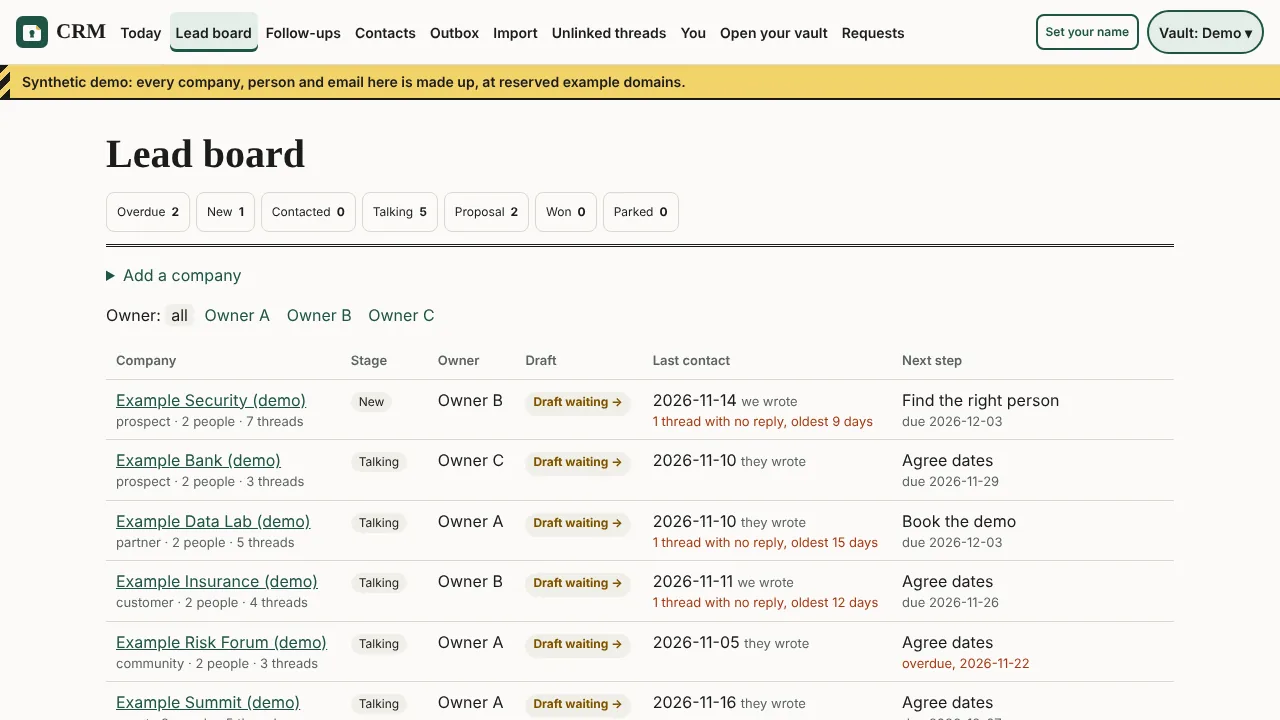 CRM Today Lead board Follow-ups Contacts Outbox Import Unlinked threads You Open your vault Requests Set your name Vault: Demo ▾
Synthetic demo: every company, person and email here is made up, at reserved example domains.
Lead board
Overdue 2 New 1 Contacted 0 Talking 5 Proposal 2 Won 0 Parked 0
▶ Add a company
Owner: all Owner A Owner B Owner C
Company Stage Owner Draft Last contact Next step
Example Security (demo) New Owner B Draft waiting → 2026-11-14 we wrote Find the right person
prospect · 2 people · 7 threads 1 thread with no reply, oldest 9 days due 2026-12-03
Example Bank (demo) Talking Owner C Draft waiting → 2026-11-10 they wrote Agree dates
prospect · 2 people · 3 threads due 2026-11-29
Example Data Lab (demo) Talking Owner A Draft waiting → 2026-11-10 they wrote Book the demo
partner · 2 people · 5 threads 1 thread with no reply, oldest 15 days due 2026-12-03
Example Insurance (demo) Talking Owner B Draft waiting → 2026-11-11 we wrote Agree dates
customer · 2 people · 4 threads 1 thread with no reply, oldest 12 days due 2026-11-26
Example Risk Forum (demo) Talking Owner A Draft waiting → 2026-11-05 they wrote Agree dates
community · 2 people · 3 threads overdue, 2026-11-22
Example Summit (demo) Talking Owner A Draft waiting → 2026-11-16 they wrote Agree dates